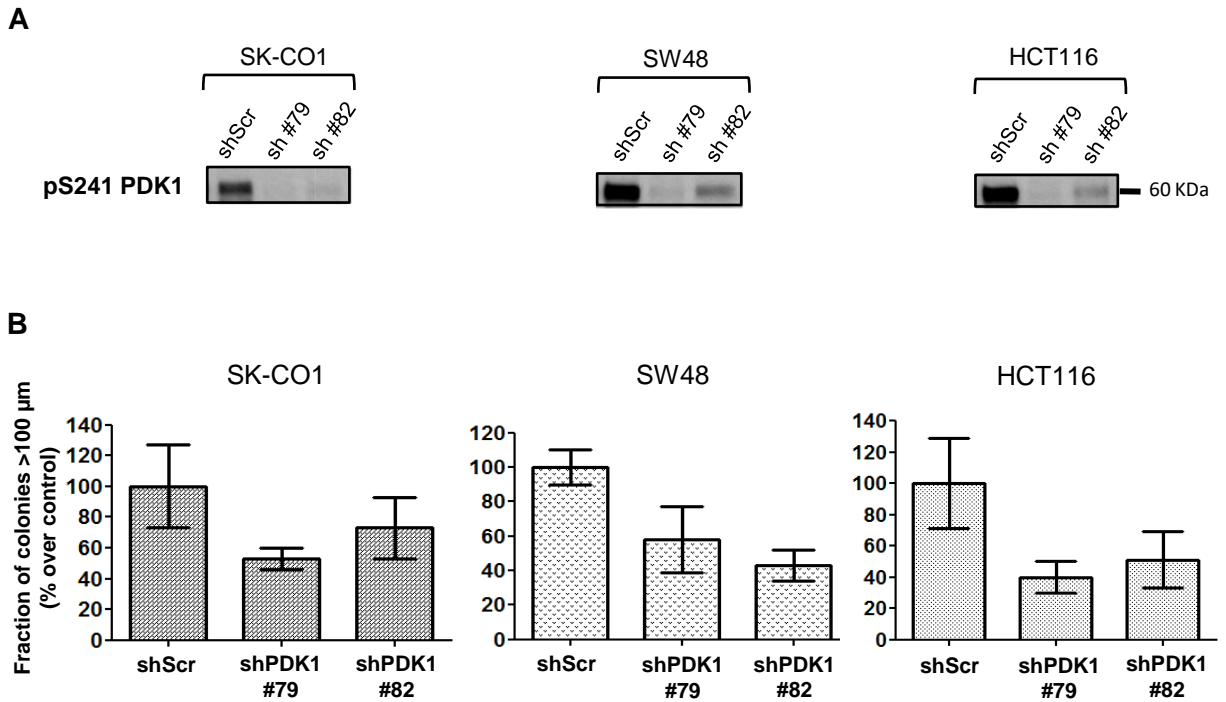 A
SK-CO1
SW48
HCT116
shScr
sh #79
sh #82
shScr
sh #79
sh #82
shScr
sh #79
sh #82
pS241 PDK1
60 KDa
B
SK-CO1
SW48
HCT116
Fraction of colonies >100 µm
(% over control)
140
120
100
80
60
40
20
0
shScr
shPDK1
#79
shPDK1
#82
120
100
80
60
40
20
0
shScr
shPDK1
#79
shPDK1
#82
140
120
100
80
60
40
20
0
shScr
shPDK1
#79
shPDK1
#82